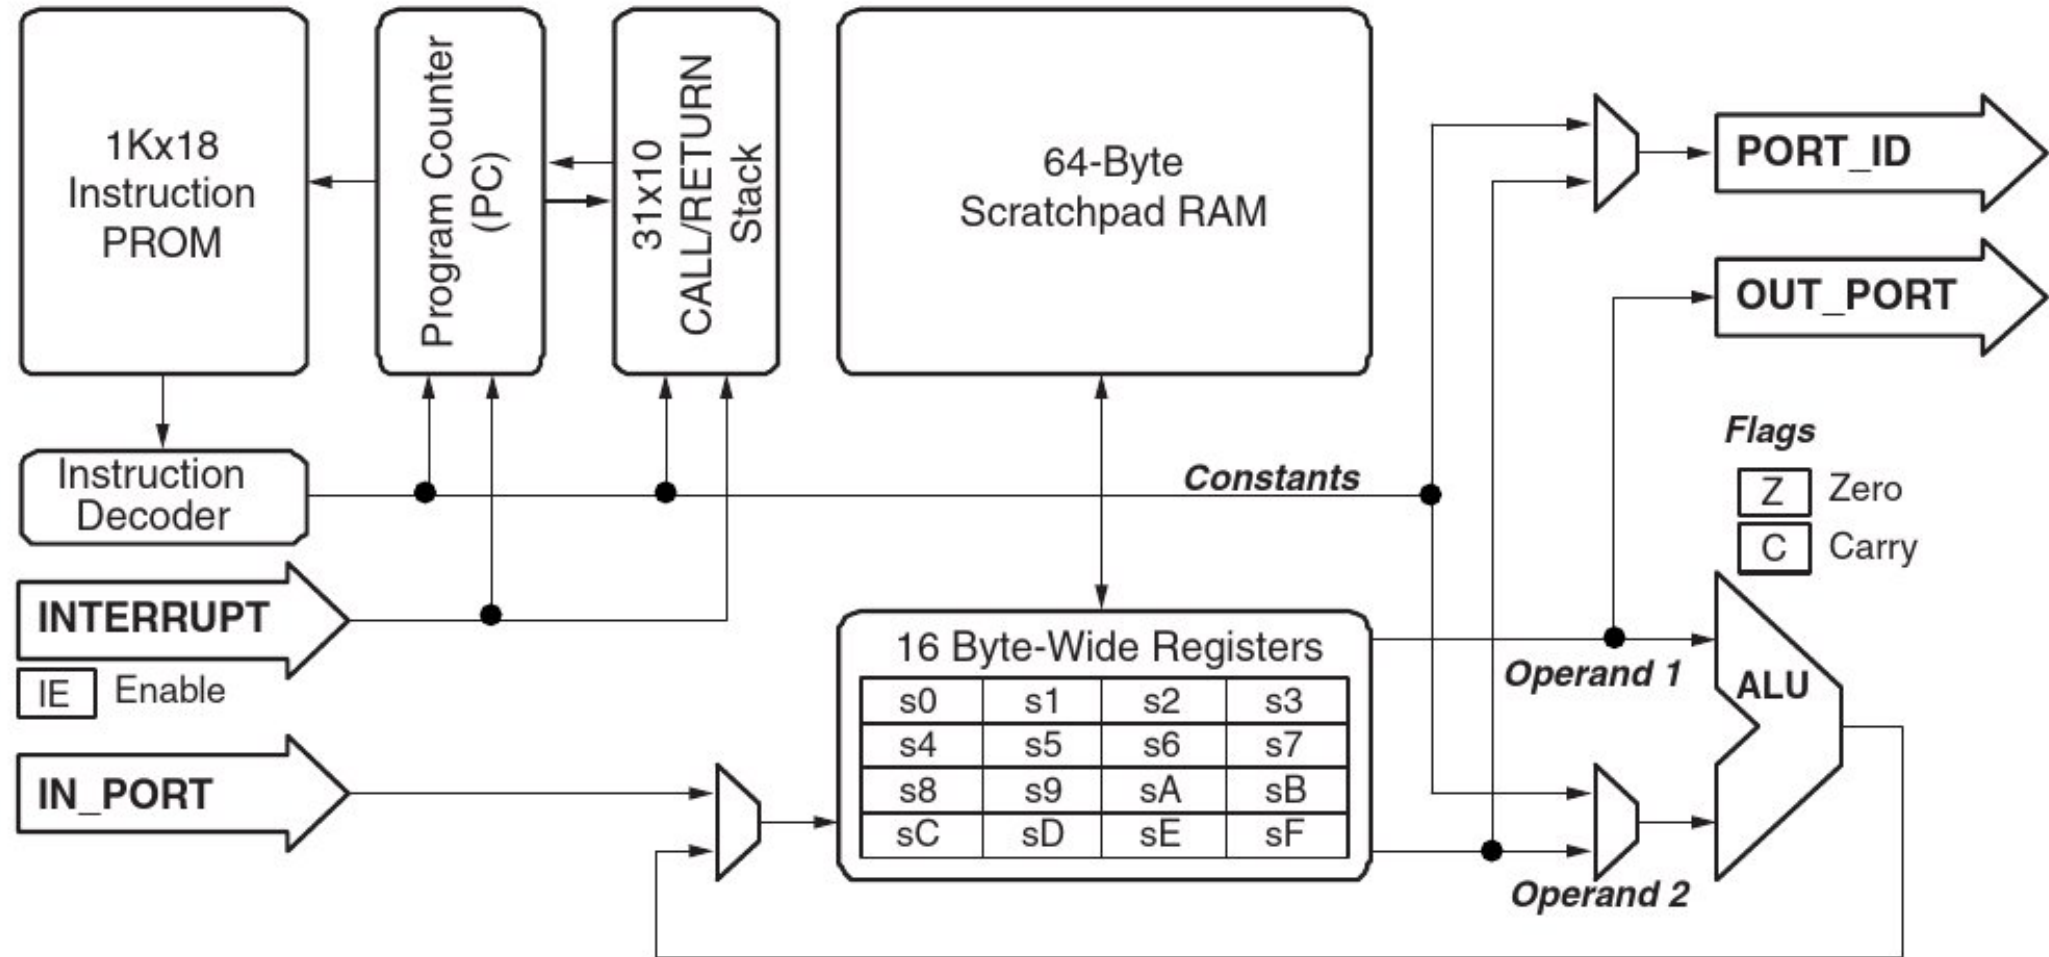 1Kx18
Instruction
PROM
Program Counter
(PC)
31x10
CALL/RETURN
Stack
64-Byte
Scratchpad RAM
PORT_ID
OUT_PORT
Flags
Z Zero
C Carry
Instruction
Decoder
Constants
INTERRUPT
IE Enable
IN_PORT
16 Byte-Wide Registers
s0 s1 s2 s3
s4 s5 s6 s7
s8 s9 sA sB
sC sD sE sF
Operand 1
ALU
Operand 2